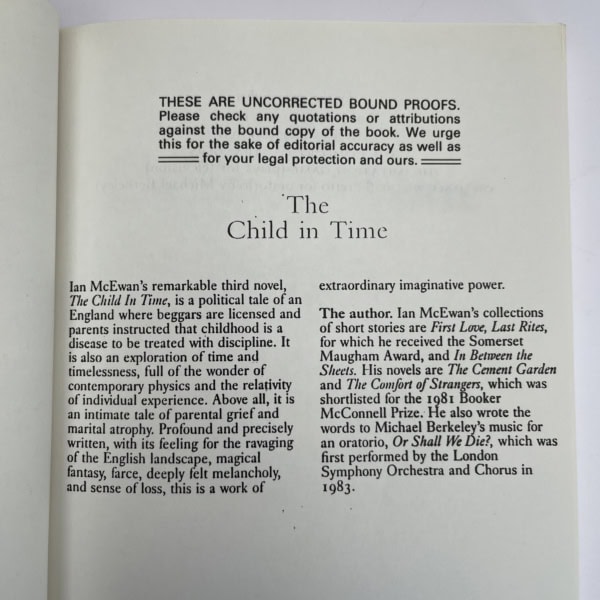 THESE ARE UNCORRECTED BOUND PROOFS.
Please check any quotations or attributions
against the bound copy of the book. We urge
this for the sake of editorial accuracy as well as
for your legal protection and ours.
The
Child in Time
Ian McEwan's remarkable third novel,
The Child In Time, is a political tale of an
England where beggars are licensed and
parents instructed that childhood is a
disease to be treated with discipline. It
is also an exploration of time and
timelessness, full of the wonder of
contemporary physics and the relativity
of individual experience. Above all, it is
an intimate tale of parental grief and
marital atrophy. Profound and precisely
written, with its feeling for the ravaging
of the English landscape, magical
fantasy, farce, deeply felt melancholy,
and sense of loss, this is a work of
extraordinary imaginative power.
The author. Ian McEwan's collections
of short stories are First Love, Last Rites,
for which he received the Somerset
Maugham Award, and In Between the
Sheets. His novels are The Cement Garden
and The Comfort of Strangers, which was
shortlisted for the 1981 Booker
McConnell Prize. He also wrote the
words to Michael Berkeley's music for
an oratorio, Or Shall We Die?, which was
first performed by the London
Symphony Orchestra and Chorus in
1983.